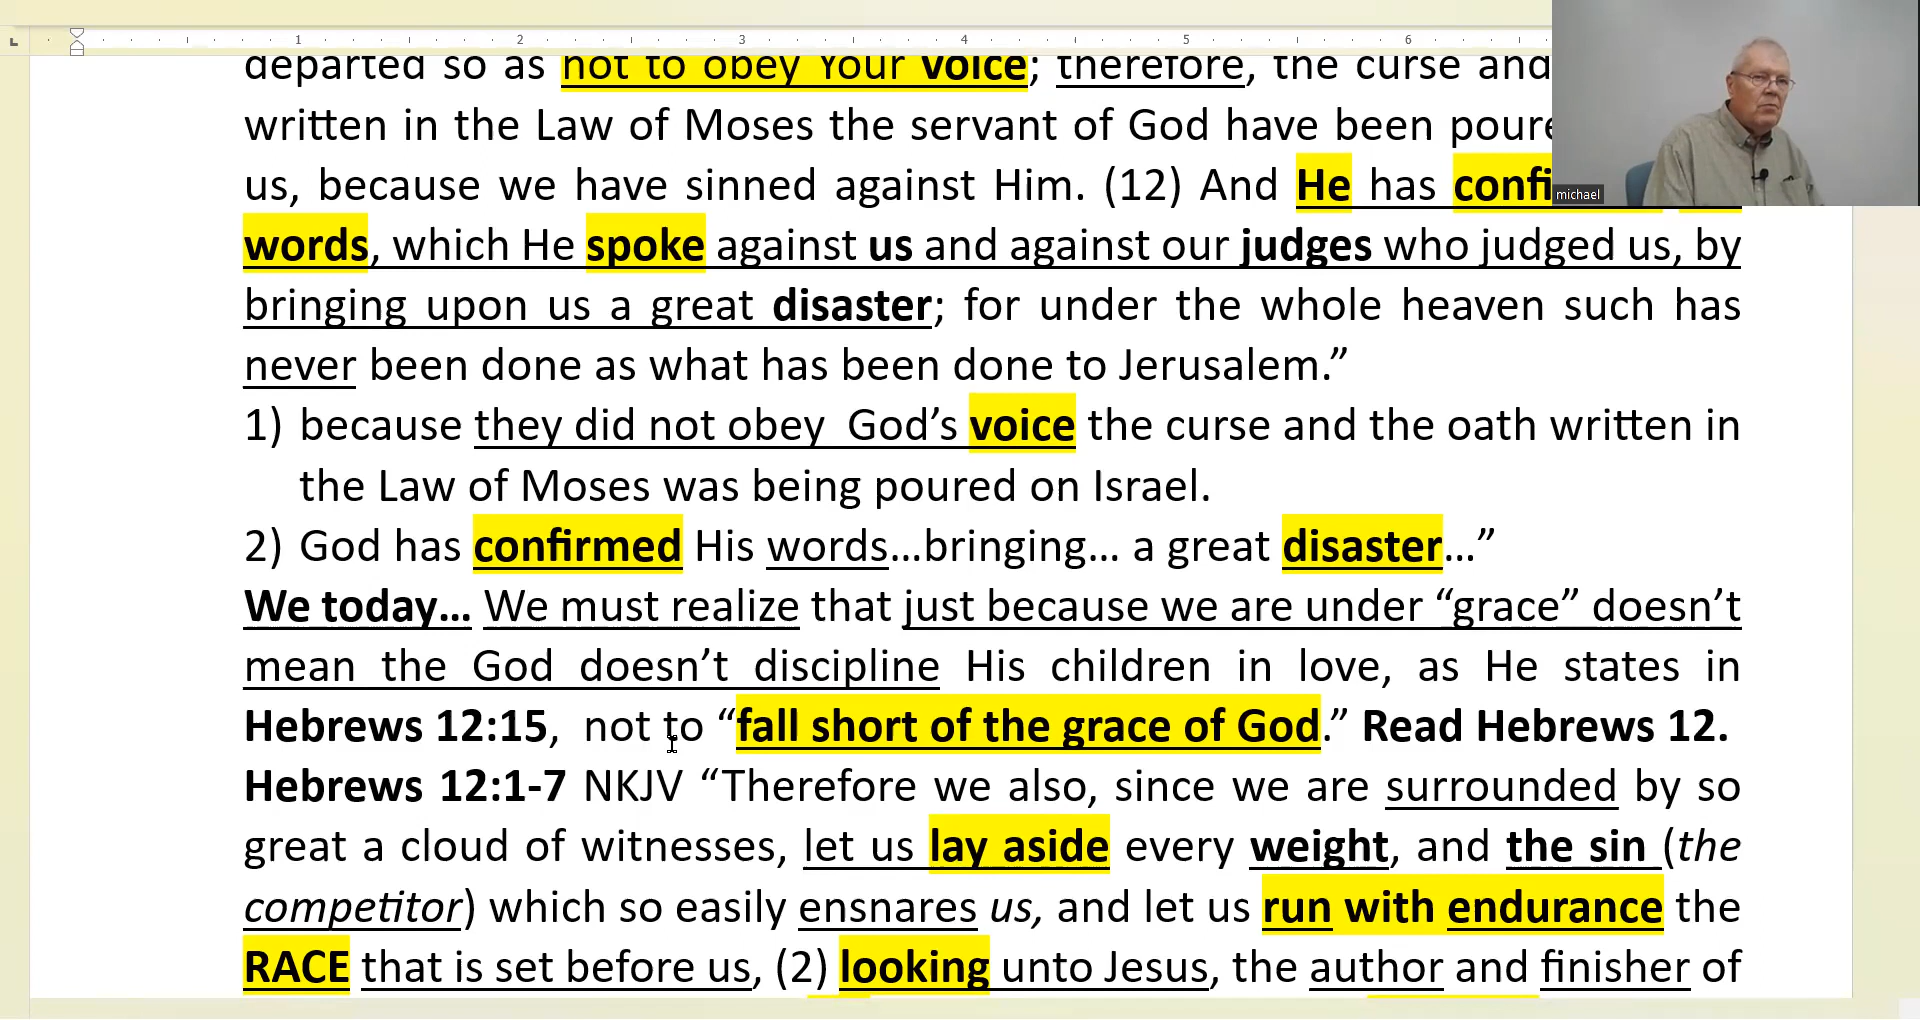 1 2 3 4 5 6
departed so as not to obey Your voice; therefore, the curse and
written in the Law of Moses the servant of God have been
us, because we have sinned against Him. (12) And He has
words, which He spoke against us and against our judges who judged us, by
bringing upon us a great disaster; for under the whole heaven such has
never been done as what has been done to Jerusalem.”
1) because they did not obey  God’s voice the curse and the oath written in
the Law of Moses was being poured on Israel.
2) God has confirmed His words…bringing… a great disaster…”
We today… We must realize that just because we are under “grace” doesn’t
mean the God doesn’t discipline His children in love, as He states in
Hebrews 12:15,  not to “fall short of the grace of God.” Read Hebrews 12.
Hebrews 12:1-7 NKJV “Therefore we also, since we are surrounded by so
great a cloud of witnesses, let us lay aside every weight, and the sin (the
competitor) which so easily ensnares us, and let us run with endurance the
RACE that is set before us, (2) looking unto Jesus, the author and finisher of
michael